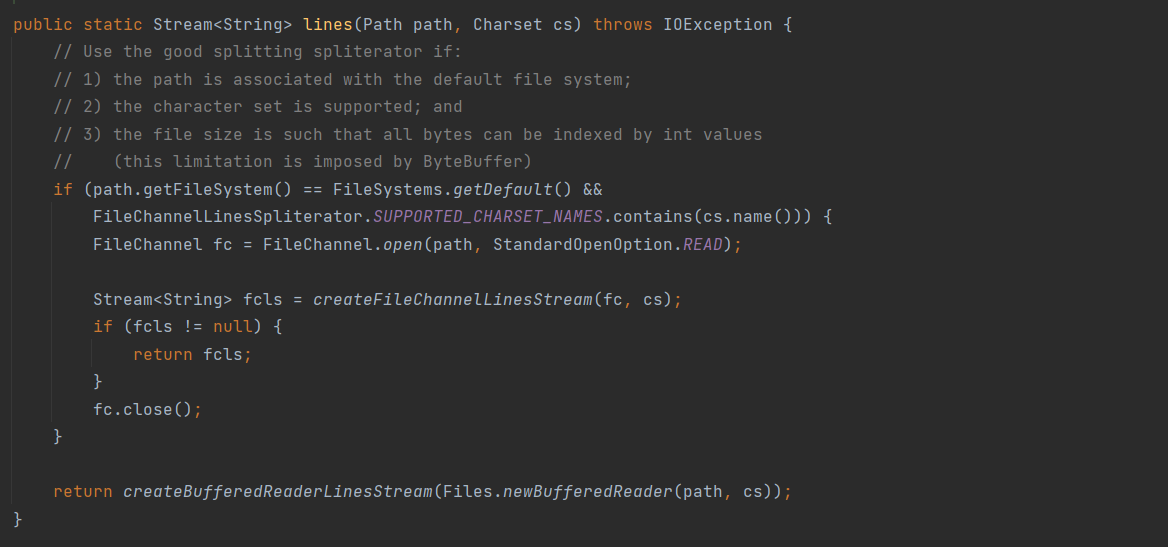 public static Stream<String> lines(Path path, Charset cs) throws IOException {
    // Use the good splitting spliterator if:
    // 1) the path is associated with the default file system;
    // 2) the character set is supported; and
    // 3) the file size is such that all bytes can be indexed by int values
    //    (this limitation is imposed by ByteBuffer)
    if (path.getFileSystem() == FileSystems.getDefault() &&
        FileChannelLinesSpliterator.SUPPORTED_CHARSET_NAMES.contains(cs.name())) {
        FileChannel fc = FileChannel.open(path, StandardOpenOption.READ);

        Stream<String> fcls = createFileChannelLinesStream(fc, cs);
        if (fcls != null) {
            return fcls;
        }
        fc.close();
    }

    return createBufferedReaderLinesStream(Files.newBufferedReader(path, cs));
}